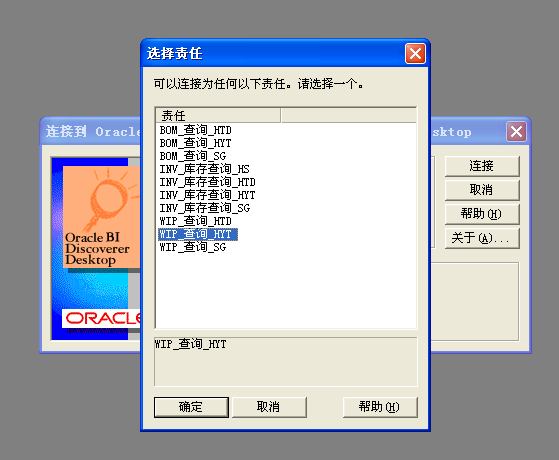 选择责任
可以连接为任何以下责任。请选择一个。
责任
BOM_查询_HTD
BOM_查询_HYT
BOM_查询_SG
INV_库存查询_HS
INV_库存查询_HTD
INV_库存查询_HYT
INV_库存查询_SG
WIP_查询_HTD
WIP_查询_HYT
WIP_查询_SG
WIP_查询_HYT
确定
取消
帮助(H)
连接到 Oracle
sktop
Oracle BI
Discoverer
Desktop
ORACLE
连接
取消
帮助(H)
关于(A)...